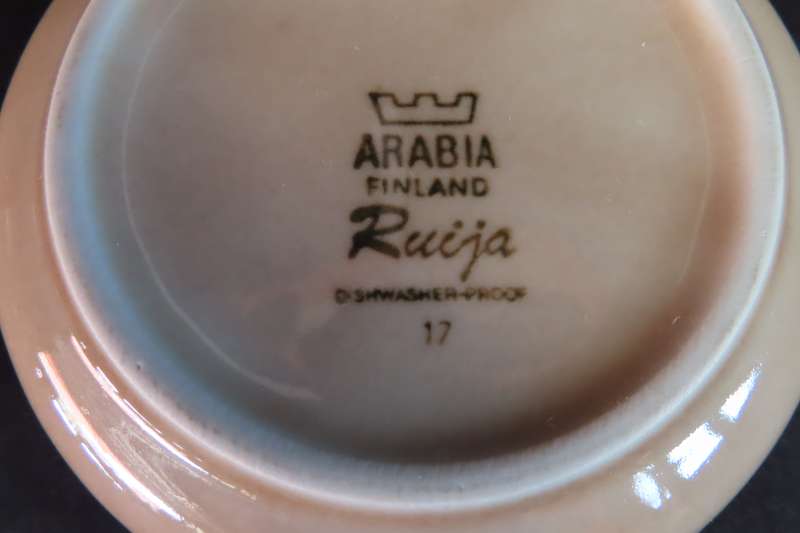 ARABIA
FINLAND
Ruija
DISHWASHER-PROOF
17